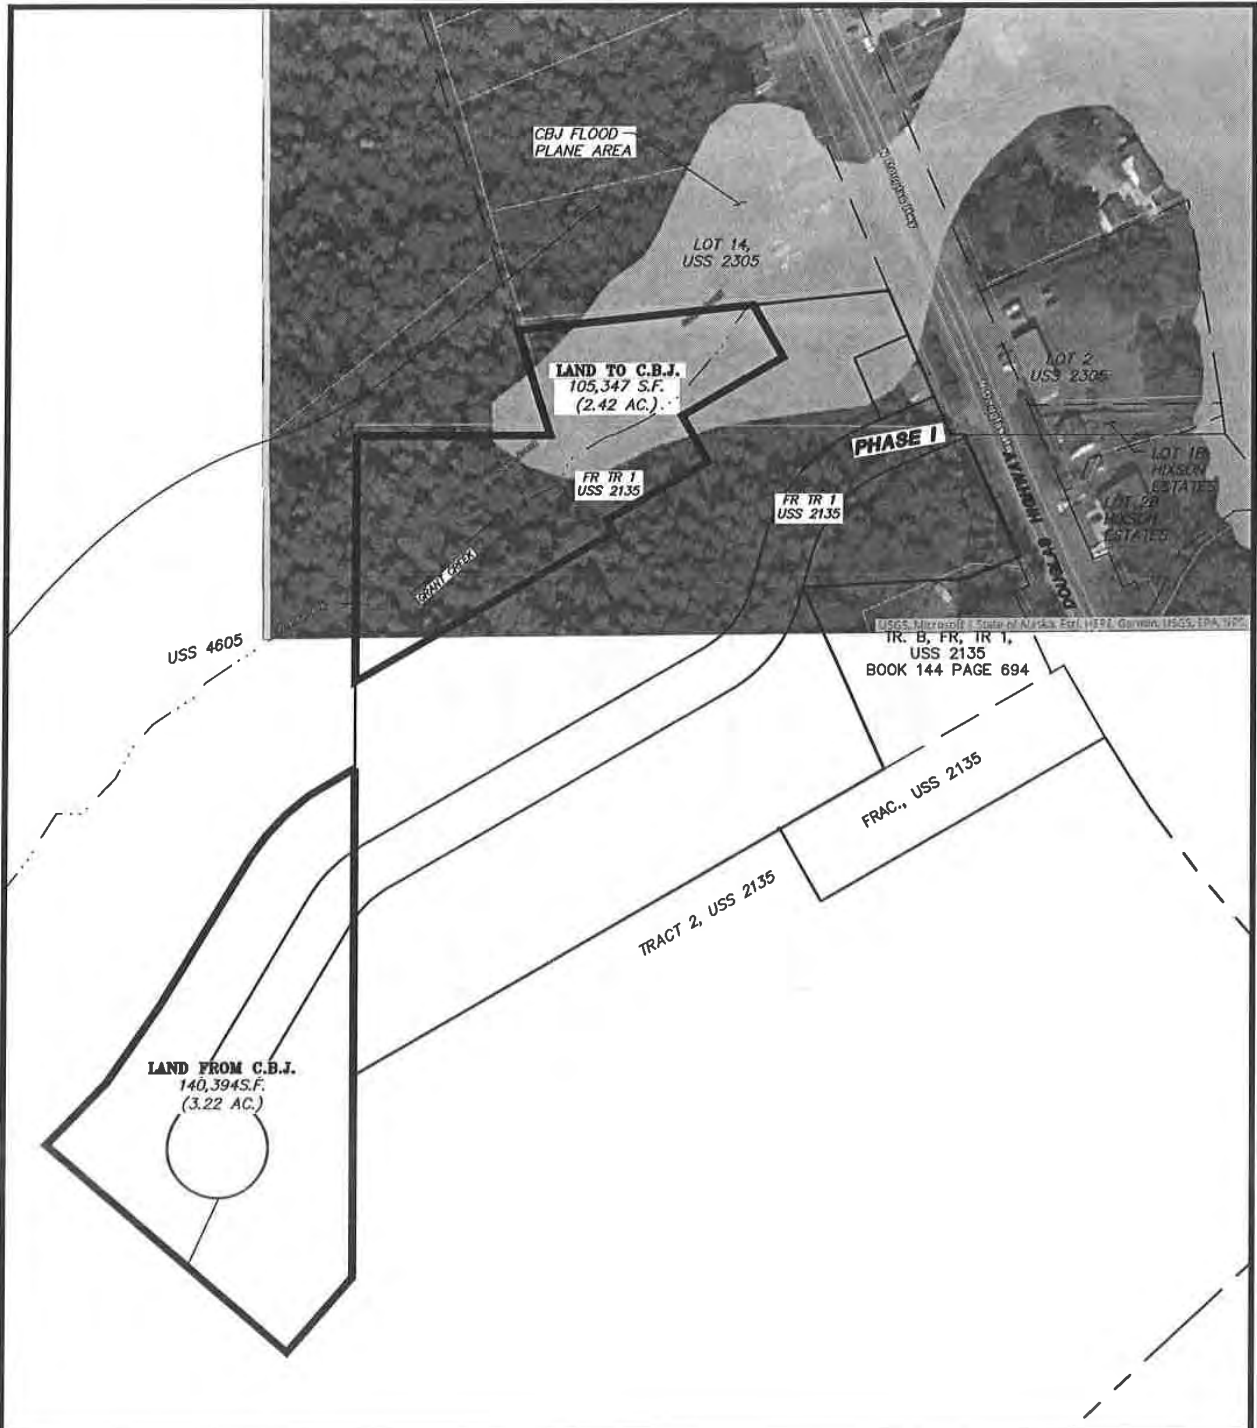 CBJ FLOOD
PLANE AREA
N Douglas Hwy
LOT 14,
USS 2305
LAND TO C.B.J.
105,347 S.F.
(2.42 AC.)
LOT 2
USS 2305
N Douglas Hwy
PHASE I
LOT 1B
HIXSON
ESTATES
FR TR 1
USS 2135
FR TR 1
USS 2135
LOT 2B
HIXSON
ESTATES
DOUGLAS HIGHWAY
GRANT CREEK
USGS, Microsoft | State of Alaska, Esri, HERE, Garmin, USGS, EPA, NPS
USS 4605
TR. B, FR, TR 1,
USS 2135
BOOK 144 PAGE 694
FRAC., USS 2135
TRACT 2, USS 2135
LAND FROM C.B.J.
140,394S.F.
(3.22 AC.)